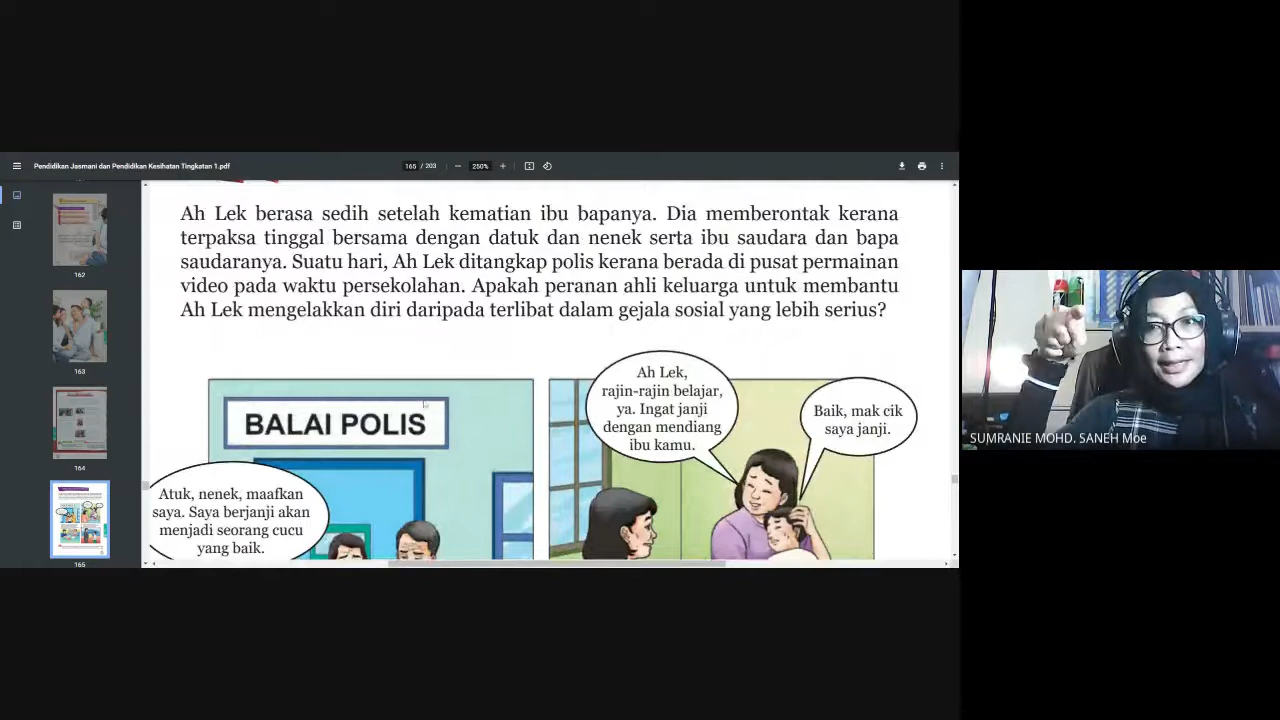 Pendidikan Jasmani dan Pendidikan Kesihatan Tingkatan 1.pdf
165 / 203
250%
162
163
164
165
Ah Lek berasa sedih setelah kematian ibu bapanya. Dia memberontak kerana
terpaksa tinggal bersama dengan datuk dan nenek serta ibu saudara dan bapa
saudaranya. Suatu hari, Ah Lek ditangkap polis kerana berada di pusat permainan
video pada waktu persekolahan. Apakah peranan ahli keluarga untuk membantu
Ah Lek mengelakkan diri daripada terlibat dalam gejala sosial yang lebih serius?
BALAI POLIS
Atuk, nenek, maafkan
saya. Saya berjanji akan
menjadi seorang cucu
yang baik.
Ah Lek,
rajin-rajin belajar,
ya. Ingat janji
dengan mendiang
ibu kamu.
Baik, mak cik
saya janji.
SUMRANIE MOHD. SANEH Moe